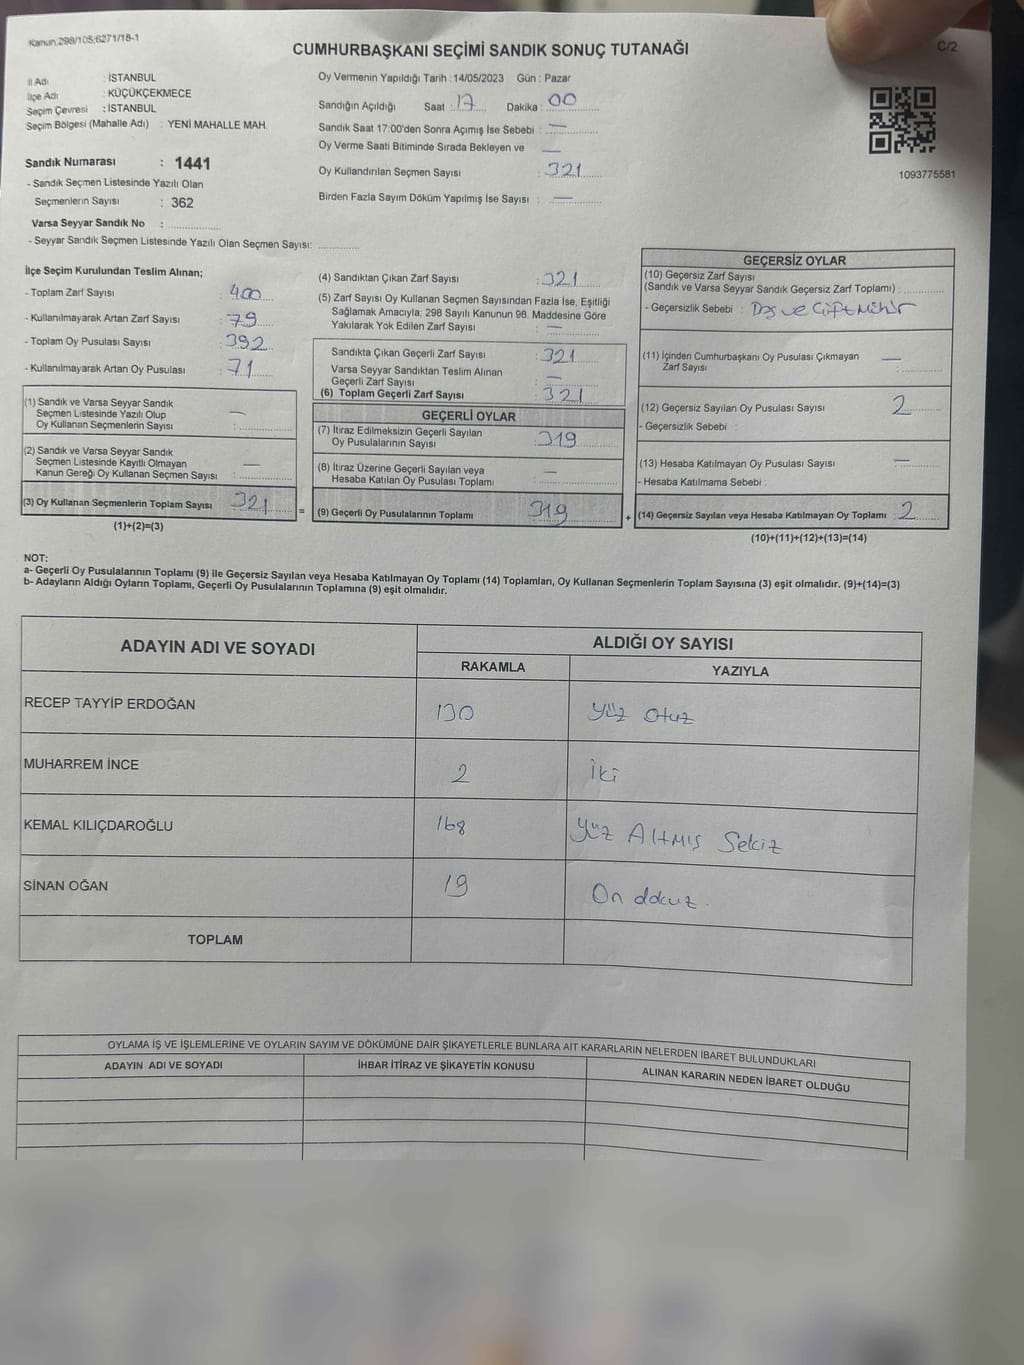 Kanun:298/105;6271/18-1
C/2
CUMHURBAŞKANI SEÇİMİ SANDIK SONUÇ TUTANAĞI
İl Adı : İSTANBUL
İlçe Adı : KÜÇÜKÇEKMECE
Seçim Çevresi : İSTANBUL
Seçim Bölgesi (Mahalle Adı) : YENİ MAHALLE MAH.
Sandık Numarası : 1441
- Sandık Seçmen Listesinde Yazılı Olan
Seçmenlerin Sayısı : 362
Varsa Seyyar Sandık No : ..............
- Seyyar Sandık Seçmen Listesinde Yazılı Olan Seçmen Sayısı: ............
Oy Vermenin Yapıldığı Tarih : 14/05/2023 Gün : Pazar
Sandığın Açıldığı Saat : 17 Dakika : 00
Sandık Saat 17:00'den Sonra Açımış İse Sebebi : —
Oy Verme Saati Bitiminde Sırada Bekleyen ve —
Oy Kullandırılan Seçmen Sayısı : 321
Birden Fazla Sayım Döküm Yapılmış İse Sayısı : —
1093775581
İlçe Seçim Kurulundan Teslim Alınan;
- Toplam Zarf Sayısı : 400
- Kullanılmayarak Artan Zarf Sayısı : 79
- Toplam Oy Pusulası Sayısı : 392
- Kullanılmayarak Artan Oy Pusulası : 71
(1) Sandık ve Varsa Seyyar Sandık
Seçmen Listesinde Yazılı Olup
Oy Kullanan Seçmenlerin Sayısı : —
(2) Sandık ve Varsa Seyyar Sandık
Seçmen Listesinde Kayıtlı Olmayan
Kanun Gereği Oy Kullanan Seçmen Sayısı : —
(3) Oy Kullanan Seçmenlerin Toplam Sayısı 321 =
(1)+(2)=(3)
(4) Sandıktan Çıkan Zarf Sayısı : 321
(5) Zarf Sayısı Oy Kullanan Seçmen Sayısından Fazla İse, Eşitliği
Sağlamak Amacıyla; 298 Sayılı Kanunun 98. Maddesine Göre
Yakılarak Yok Edilen Zarf Sayısı : —
Sandıkta Çıkan Geçerli Zarf Sayısı : 321
Varsa Seyyar Sandıktan Teslim Alınan
Geçerli Zarf Sayısı : —
(6) Toplam Geçerli Zarf Sayısı : 321
GEÇERLİ OYLAR
(7) İtiraz Edilmeksizin Geçerli Sayılan
Oy Pusulalarının Sayısı : 319
(8) İtiraz Üzerine Geçerli Sayılan veya
Hesaba Katılan Oy Pusulası Toplamı : —
(9) Geçerli Oy Pusulalarının Toplamı 319 +
GEÇERSİZ OYLAR
(10) Geçersiz Zarf Sayısı
(Sandık ve Varsa Seyyar Sandık Geçersiz Zarf Toplamı) : ..........
- Geçersizlik Sebebi : Boş ve Çift Mühür
(11) İçinden Cumhurbaşkanı Oy Pusulası Çıkmayan —
Zarf Sayısı : ..........
(12) Geçersiz Sayılan Oy Pusulası Sayısı 2
- Geçersizlik Sebebi :
(13) Hesaba Katılmayan Oy Pusulası Sayısı : —
- Hesaba Katılmama Sebebi :
(14) Geçersiz Sayılan veya Hesaba Katılmayan Oy Toplamı : 2
(10)+(11)+(12)+(13)=(14)
NOT:
a- Geçerli Oy Pusulalarının Toplamı (9) ile Geçersiz Sayılan veya Hesaba Katılmayan Oy Toplamı (14) Toplamları, Oy Kullanan Seçmenlerin Toplam Sayısına (3) eşit olmalıdır. (9)+(14)=(3)
b- Adayların Aldığı Oyların Toplamı, Geçerli Oy Pusulalarının Toplamına (9) eşit olmalıdır.
ADAYIN ADI VE SOYADI ALDIĞI OY SAYISI
RAKAMLA YAZIYLA
RECEP TAYYİP ERDOĞAN 130 Yüz Otuz
MUHARREM İNCE 2 İki
KEMAL KILIÇDAROĞLU 168 Yüz Altmış Sekiz
SİNAN OĞAN 19 On dokuz.
TOPLAM
OYLAMA İŞ VE İŞLEMLERİNE VE OYLARIN SAYIM VE DÖKÜMÜNE DAİR ŞİKAYETLERLE BUNLARA AİT KARARLARIN NELERDEN İBARET BULUNDUKLARI
ADAYIN ADI VE SOYADI İHBAR İTİRAZ VE ŞİKAYETİN KONUSU ALINAN KARARIN NEDEN İBARET OLDUĞU